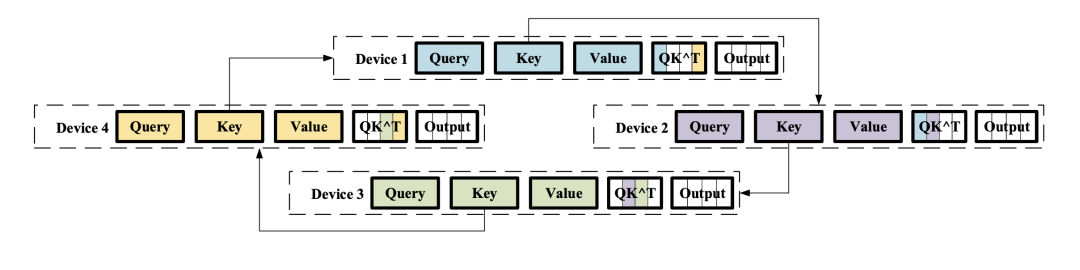 Device 1 Query Key Value QK^T Output
Device 4 Query Key Value QK^T Output
Device 2 Query Key Value QK^T Output
Device 3 Query Key Value QK^T Output